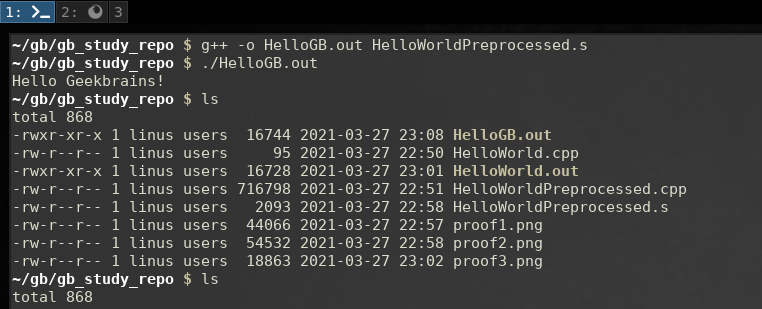 1: >_ 2: 3
~/gb/gb_study_repo $ g++ -o HelloGB.out HelloWorldPreprocessed.s
~/gb/gb_study_repo $ ./HelloGB.out
Hello Geekbrains!
~/gb/gb_study_repo $ ls
total 868
-rwxr-xr-x 1 linus users  16744 2021-03-27 23:08 HelloGB.out
-rw-r--r-- 1 linus users     95 2021-03-27 22:50 HelloWorld.cpp
-rwxr-xr-x 1 linus users  16728 2021-03-27 23:01 HelloWorld.out
-rw-r--r-- 1 linus users 716798 2021-03-27 22:51 HelloWorldPreprocessed.cpp
-rw-r--r-- 1 linus users   2093 2021-03-27 22:58 HelloWorldPreprocessed.s
-rw-r--r-- 1 linus users  44066 2021-03-27 22:57 proof1.png
-rw-r--r-- 1 linus users  54532 2021-03-27 22:58 proof2.png
-rw-r--r-- 1 linus users  18863 2021-03-27 23:02 proof3.png
~/gb/gb_study_repo $ ls
total 868